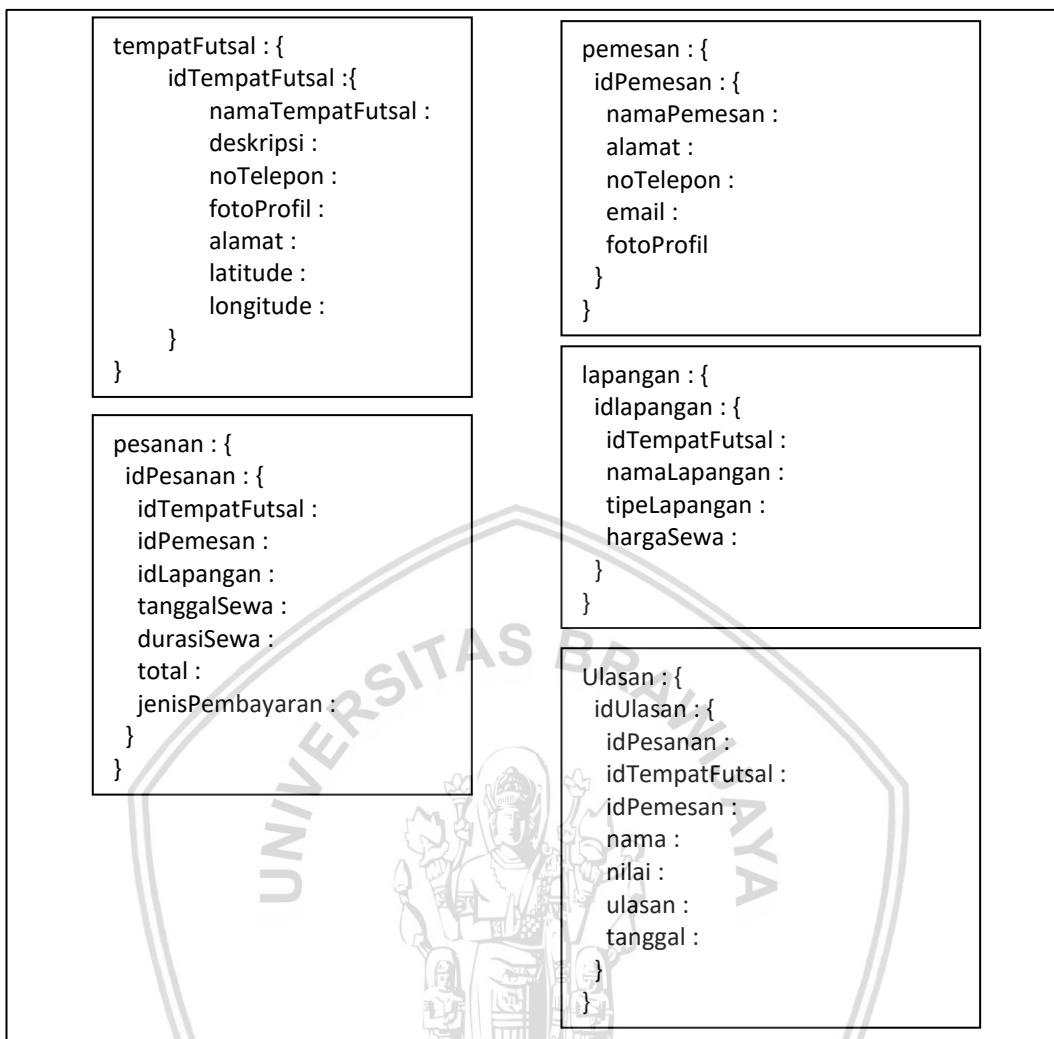 tempatFutsal : {
idTempatFutsal :{
namaTempatFutsal :
deskripsi :
noTelepon :
fotoProfil :
alamat :
latitude :
longitude :
}
}
pesanan : {
idPesanan : {
idTempatFutsal :
idPemesan :
idLapangan :
tanggalSewa :
durasiSewa :
total :
jenisPembayaran :
}
}
pemesan : {
idPemesan : {
namaPemesan :
alamat :
noTelepon :
email :
fotoProfil
}
}
lapangan : {
idlapangan : {
idTempatFutsal :
namaLapangan :
tipeLapangan :
hargaSewa :
}
}
Ulasan : {
idUlasan : {
idPesanan :
idTempatFutsal :
idPemesan :
nama :
nilai :
ulasan :
tanggal :
}
}
UNIVERSITAS BRAWIJAYA